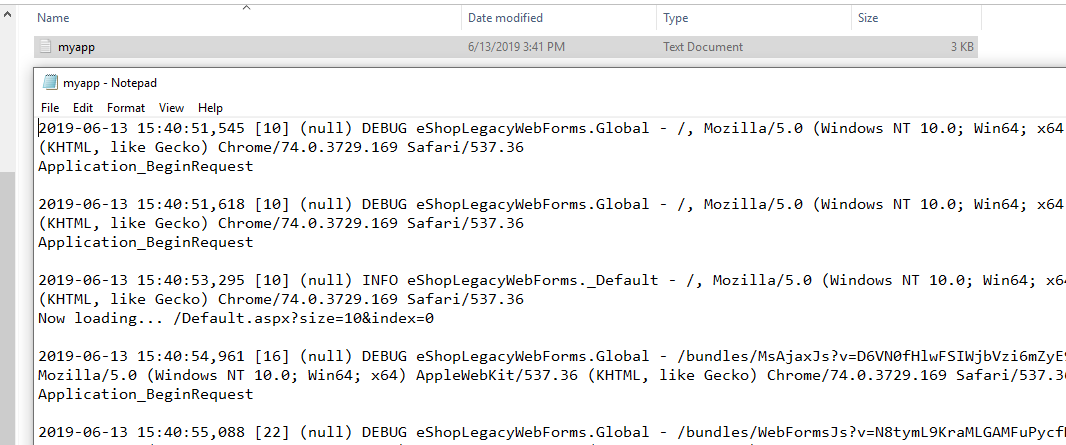 Name Date modified Type Size
myapp 6/13/2019 3:41 PM Text Document 3 KB
myapp - Notepad
File Edit Format View Help
2019-06-13 15:40:51,545 [10] (null) DEBUG eShopLegacyWebForms.Global - /, Mozilla/5.0 (Windows NT 10.0; Win64; x64
(KHTML, like Gecko) Chrome/74.0.3729.169 Safari/537.36
Application_BeginRequest
2019-06-13 15:40:51,618 [10] (null) DEBUG eShopLegacyWebForms.Global - /, Mozilla/5.0 (Windows NT 10.0; Win64; x64
(KHTML, like Gecko) Chrome/74.0.3729.169 Safari/537.36
Application_BeginRequest
2019-06-13 15:40:53,295 [10] (null) INFO eShopLegacyWebForms._Default - /, Mozilla/5.0 (Windows NT 10.0; Win64; x64
(KHTML, like Gecko) Chrome/74.0.3729.169 Safari/537.36
Now loading... /Default.aspx?size=10&index=0
2019-06-13 15:40:54,961 [16] (null) DEBUG eShopLegacyWebForms.Global - /bundles/MsAjaxJs?v=D6VN0fHlwFSIWjbVzi6mZyE9
Mozilla/5.0 (Windows NT 10.0; Win64; x64) AppleWebKit/537.36 (KHTML, like Gecko) Chrome/74.0.3729.169 Safari/537.36
Application_BeginRequest
2019-06-13 15:40:55,088 [22] (null) DEBUG eShopLegacyWebForms.Global - /bundles/WebFormsJs?v=N8tymL9KraMLGAMFuPycf